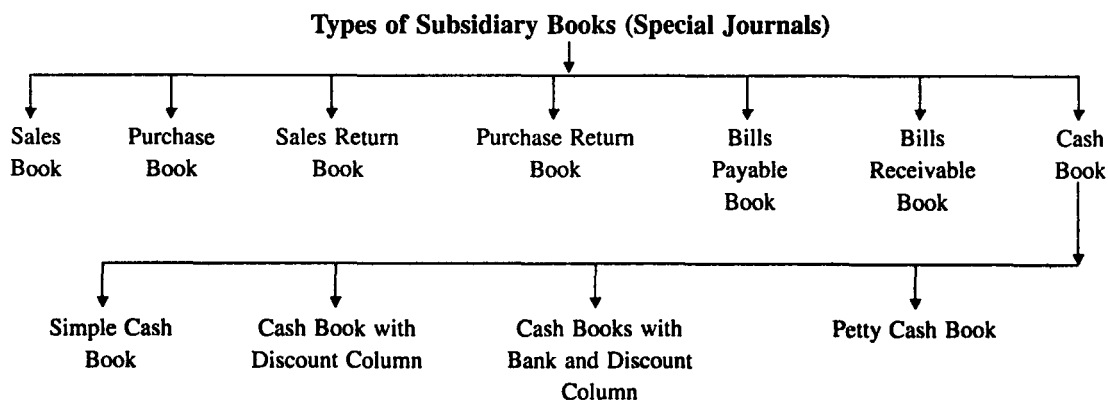 Types of Subsidiary Books (Special Journals)
Sales
Book
Purchase
Book
Sales Return
Book
Purchase Return
Book
Bills
Payable
Book
Bills
Receivable
Book
Cash
Book
Simple Cash
Book
Cash Book with
Discount Column
Cash Books with
Bank and Discount
Column
Petty Cash Book